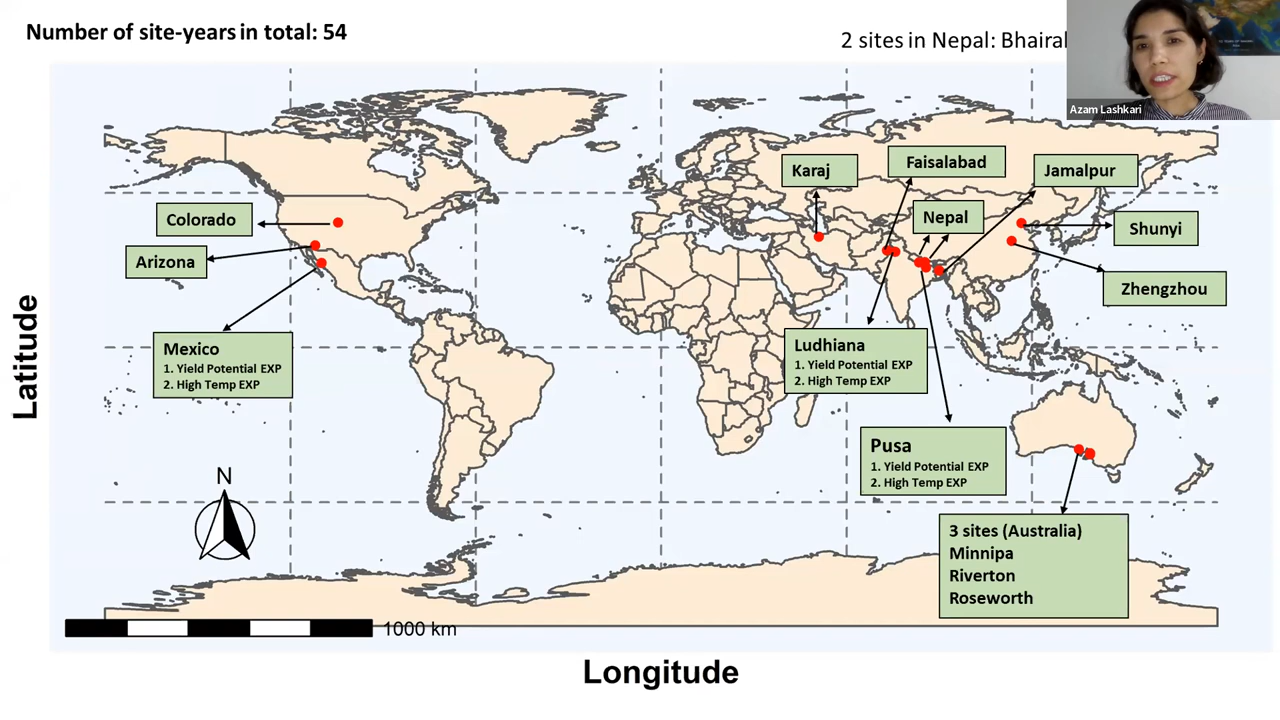 Number of site-years in total: 54
2 sites in Nepal:
Azam Lashkari
Karaj
Faisalabad
Jamalpur
Colorado
Nepal
Shunyi
Arizona
Zhengzhou
Mexico
1. Yield Potential EXP
2. High Temp EXP
Ludhiana
1. Yield Potential EXP
2. High Temp EXP
Pusa
1. Yield Potential EXP
2. High Temp EXP
N
3 sites (Australia)
Minnipa
Riverton
Roseworth
1000 km
Latitude
Longitude